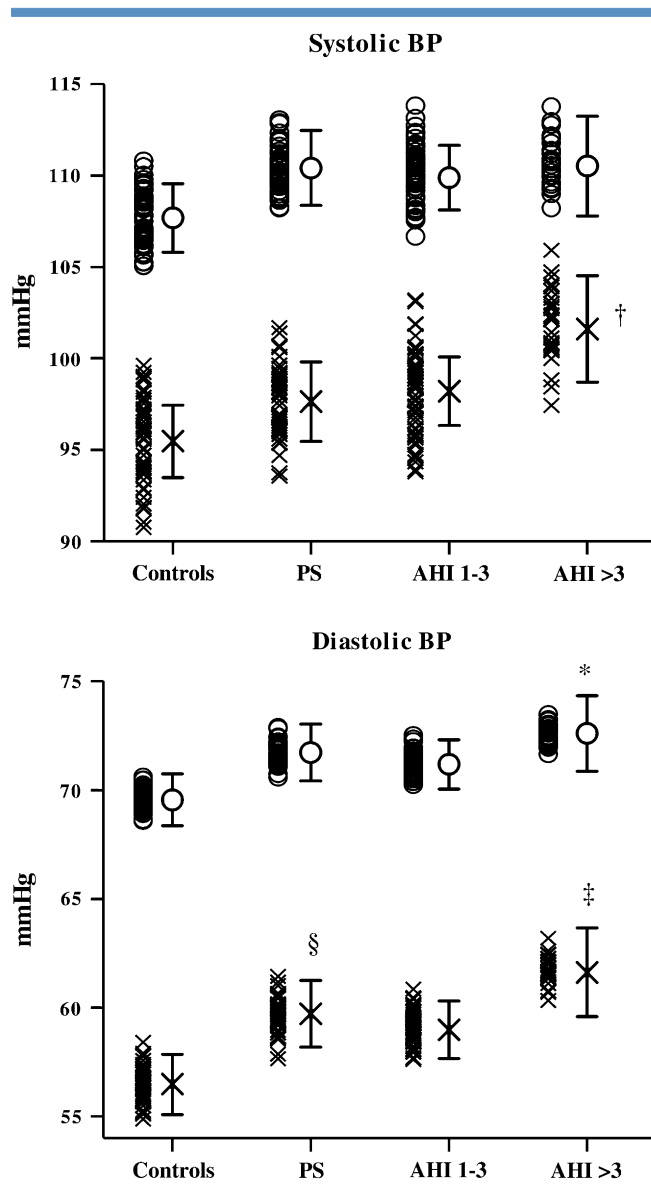 Systolic BP
115
110
105
100
95
90
mmHg
†
Controls PS AHI 1-3 AHI >3
Diastolic BP
75
70
65
60
55
mmHg
*
‡
§
Controls PS AHI 1-3 AHI >3